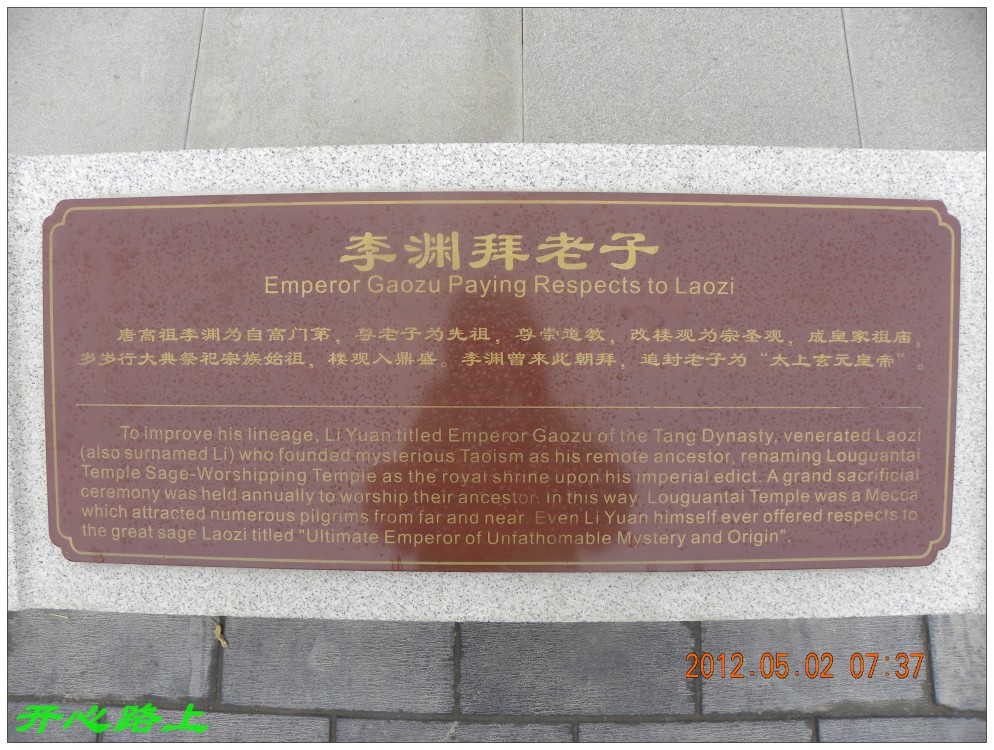 李渊拜老子
Emperor Gaozu Paying Respects to Laozi
唐高祖李渊为自高门第，尊老子为先祖，尊崇道教，改楼观为宗圣观，成皇家祖庙，
岁岁行大典祭祀宗族始祖，楼观入鼎盛。李渊曾来此朝拜，追封老子为“太上玄元皇帝”。
To improve his lineage, Li Yuan titled Emperor Gaozu of the Tang Dynasty, venerated Laozi
(also surnamed Li) who founded mysterious Taoism as his remote ancestor, renaming Louguantai
Temple Sage-Worshipping Temple as the royal shrine upon his imperial edict. A grand sacrificial
ceremony was held annually to worship their ancestor. In this way, Louguantai Temple was a Mecca
which attracted numerous pilgrims from far and near. Even Li Yuan himself ever offered respects to
the great sage Laozi titled "Ultimate Emperor of Unfathomable Mystery and Origin".
2012.05.02 07:37
开心路上